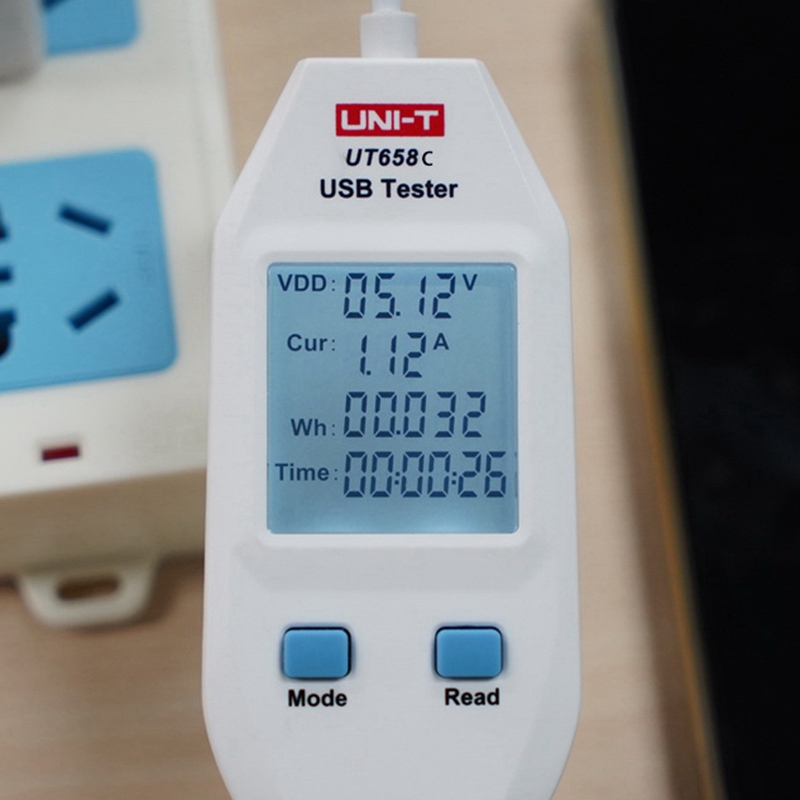 UNI-T
UT658C
USB Tester
VDD: 05.12 V
Cur: 1.12 A
Wh: 00.032
Time: 00:00:26
Mode Read